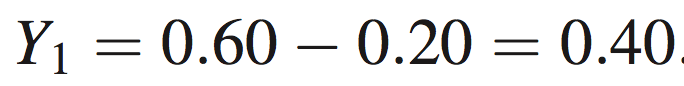 Y₁ = 0.60 − 0.20 = 0.40.